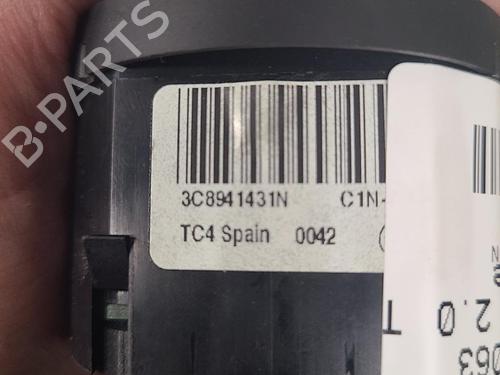 B-PARTS
3C8941431N C1N-
TC4 Spain 0042
063
2.0 T